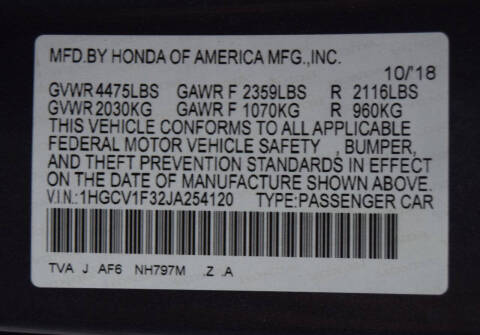 MFD.BY HONDA OF AMERICA MFG.,INC.
10/'18
GVWR 4475LBS GAWR F 2359LBS R 2116LBS
GVWR 2030KG GAWR F 1070KG R 960KG
THIS VEHICLE CONFORMS TO ALL APPLICABLE
FEDERAL MOTOR VEHICLE SAFETY , BUMPER,
AND THEFT PREVENTION STANDARDS IN EFFECT
ON THE DATE OF MANUFACTURE SHOWN ABOVE.
V.I.N.:1HGCV1F32JA254120 TYPE:PASSENGER CAR
TVA J AF6 NH797M .Z .A